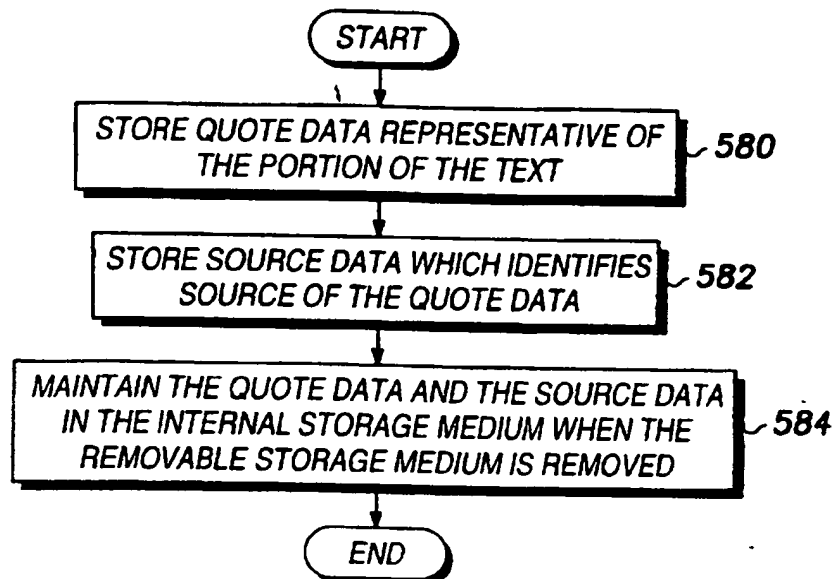 START
STORE QUOTE DATA REPRESENTATIVE OF
THE PORTION OF THE TEXT
580
STORE SOURCE DATA WHICH IDENTIFIES
SOURCE OF THE QUOTE DATA
582
MAINTAIN THE QUOTE DATA AND THE SOURCE DATA
IN THE INTERNAL STORAGE MEDIUM WHEN THE
REMOVABLE STORAGE MEDIUM IS REMOVED
584
END